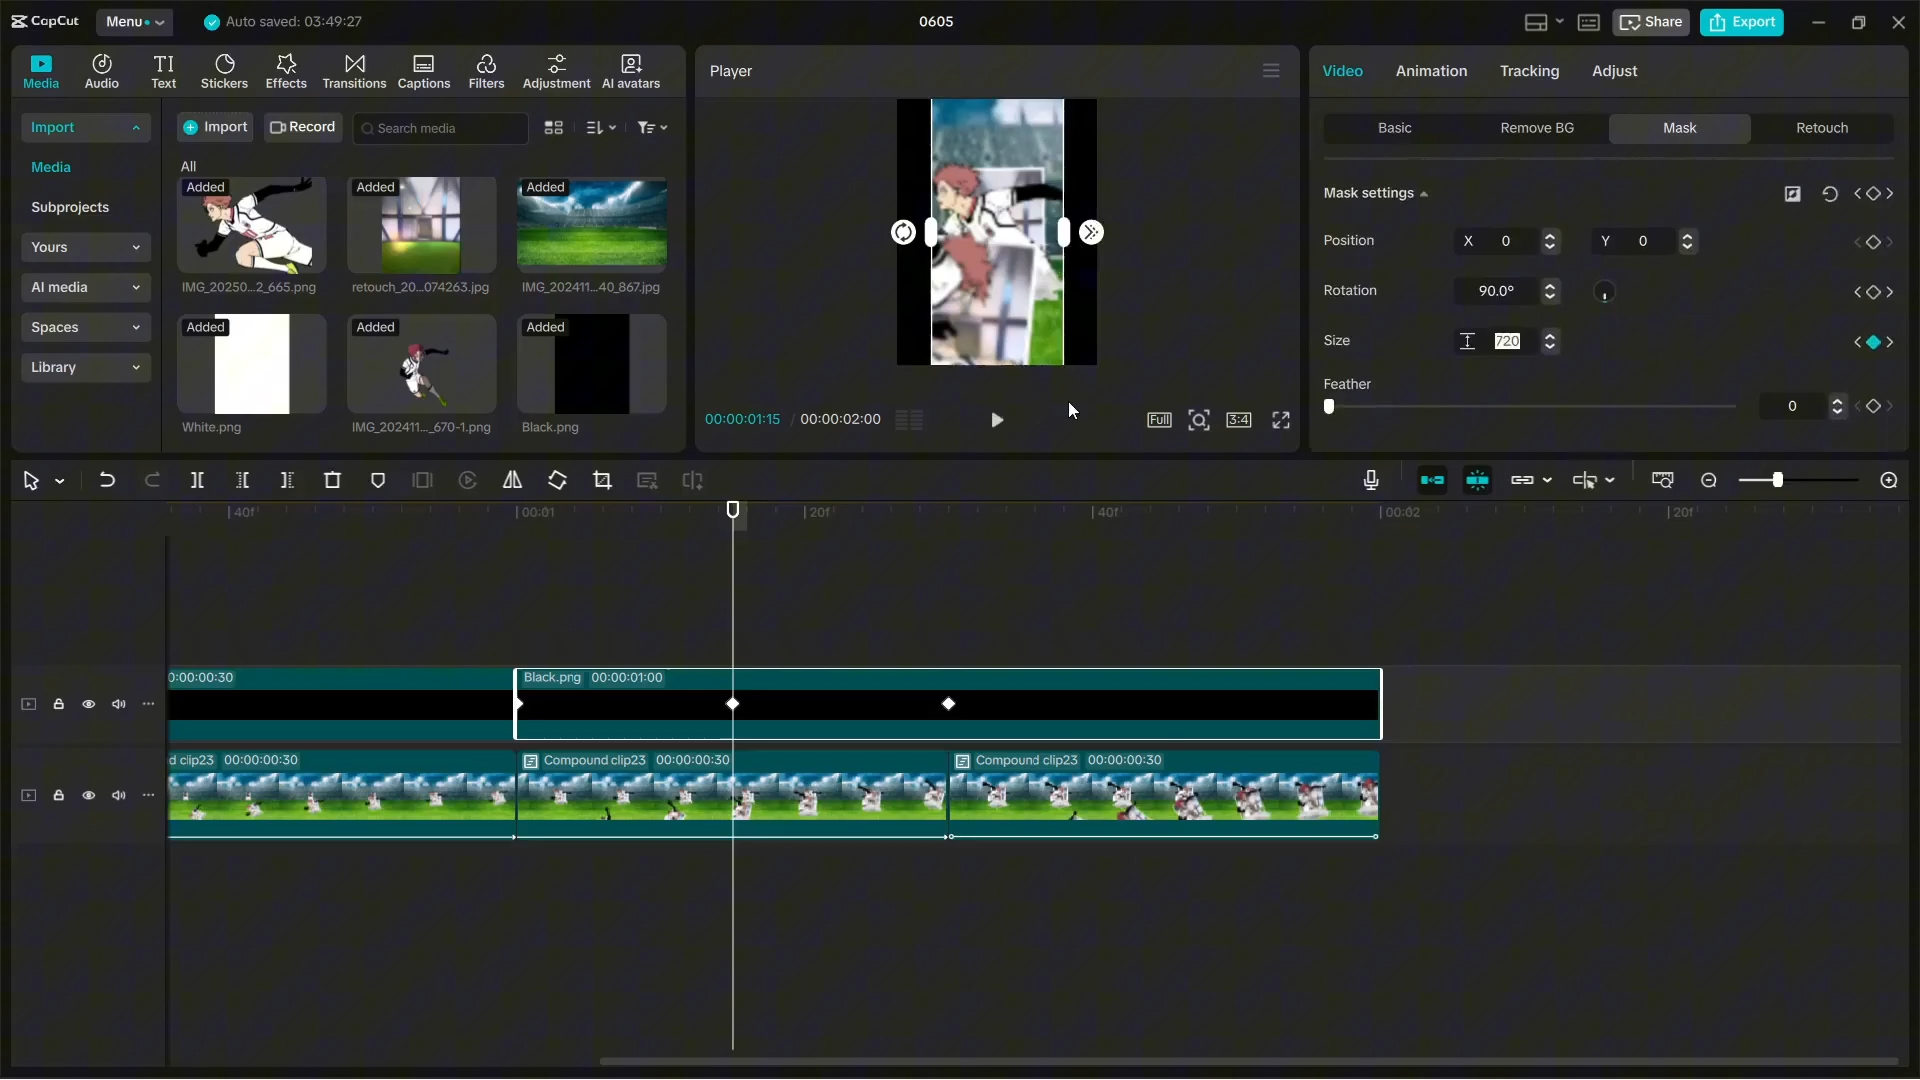 CapCut Menu Auto saved: 03:49:27 0605 Share Export
Media Audio Text Stickers Effects Transitions Captions Filters Adjustment AI avatars
Import
Media
Subprojects
Yours
AI media
Spaces
Library
Import Record Search media
All
Added Added Added
IMG_20250...2_665.png retouch_20...074263.jpg IMG_202411...40_867.jpg
Added Added Added
White.png IMG_202411..._670-1.png Black.png
Player
00:00:01:15 / 00:00:02:00 Full 3:4
Video Animation Tracking Adjust
Basic Remove BG Mask Retouch
Mask settings
Position X 0 Y 0
Rotation 90.0°
Size 720
Feather
0
40f 00:01 20f 40f 00:02 20f
0:00:00:30 Black.png 00:00:01:00
d clip23 00:00:00:30 Compound clip23 00:00:00:30 Compound clip23 00:00:00:30